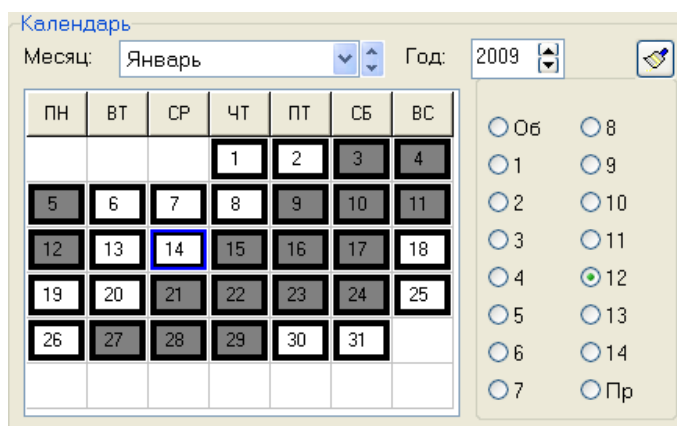 Календарь
Месяц: Январь Год: 2009
ПН ВТ СР ЧТ ПТ СБ ВС
1 2 3 4
5 6 7 8 9 10 11
12 13 14 15 16 17 18
19 20 21 22 23 24 25
26 27 28 29 30 31
Об 8
1 9
2 10
3 11
4 12
5 13
6 14
7 Пр